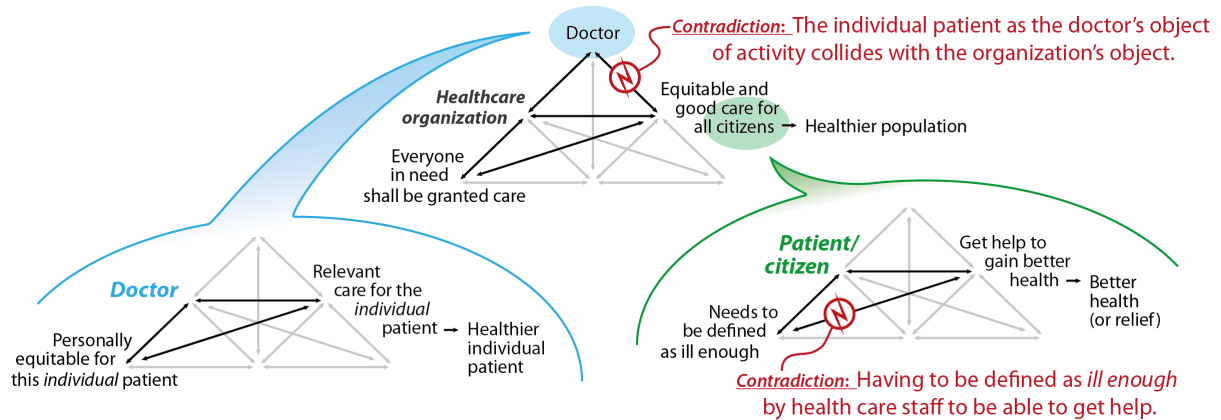 Doctor
Contradiction: The individual patient as the doctor's object
of activity collides with the organization's object.
Healthcare
organization
Equitable and
good care for
all citizens
Healthier population
Everyone
in need
shall be granted care
Doctor
Relevant
care for the
individual
patient
Healthier
individual
patient
Personally
equitable for
this individual patient
Patient/
citizen
Get help to
gain better
health
Better
health
(or relief)
Needs to
be defined
as ill enough
Contradiction: Having to be defined as ill enough
by health care staff to be able to get help.